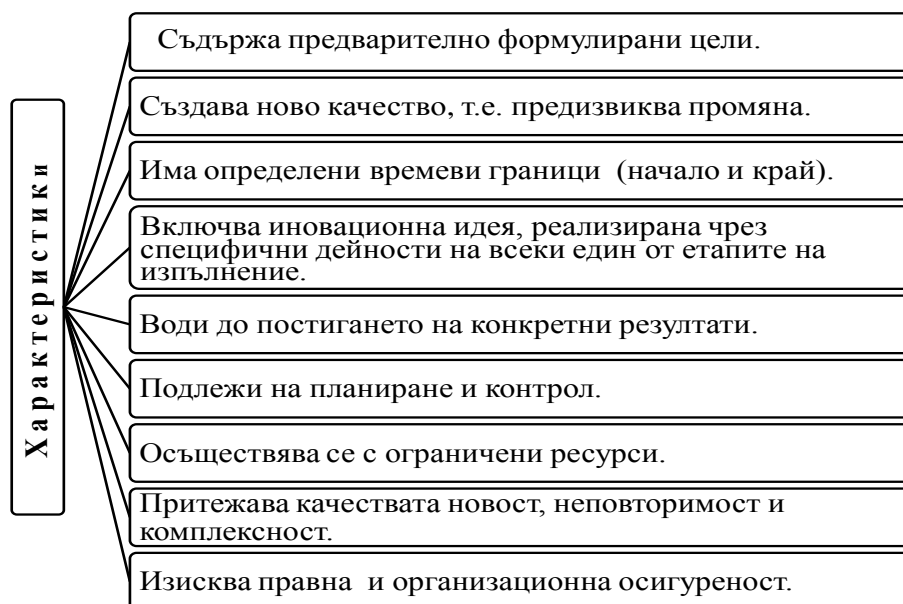 Характеристики
Съдържа предварително формулирани цели.
Създава ново качество, т.е. предизвиква промяна.
Има определени времеви граници (начало и край).
Включва иновационна идея, реализирана чрез
специфични дейности на всеки един от етапите на
изпълнение.
Води до постигането на конкретни резултати.
Подлежи на планиране и контрол.
Осъществява се с ограничени ресурси.
Притежава качествата новост, неповторимост и
комплексност.
Изисква правна и организационна осигуреност.